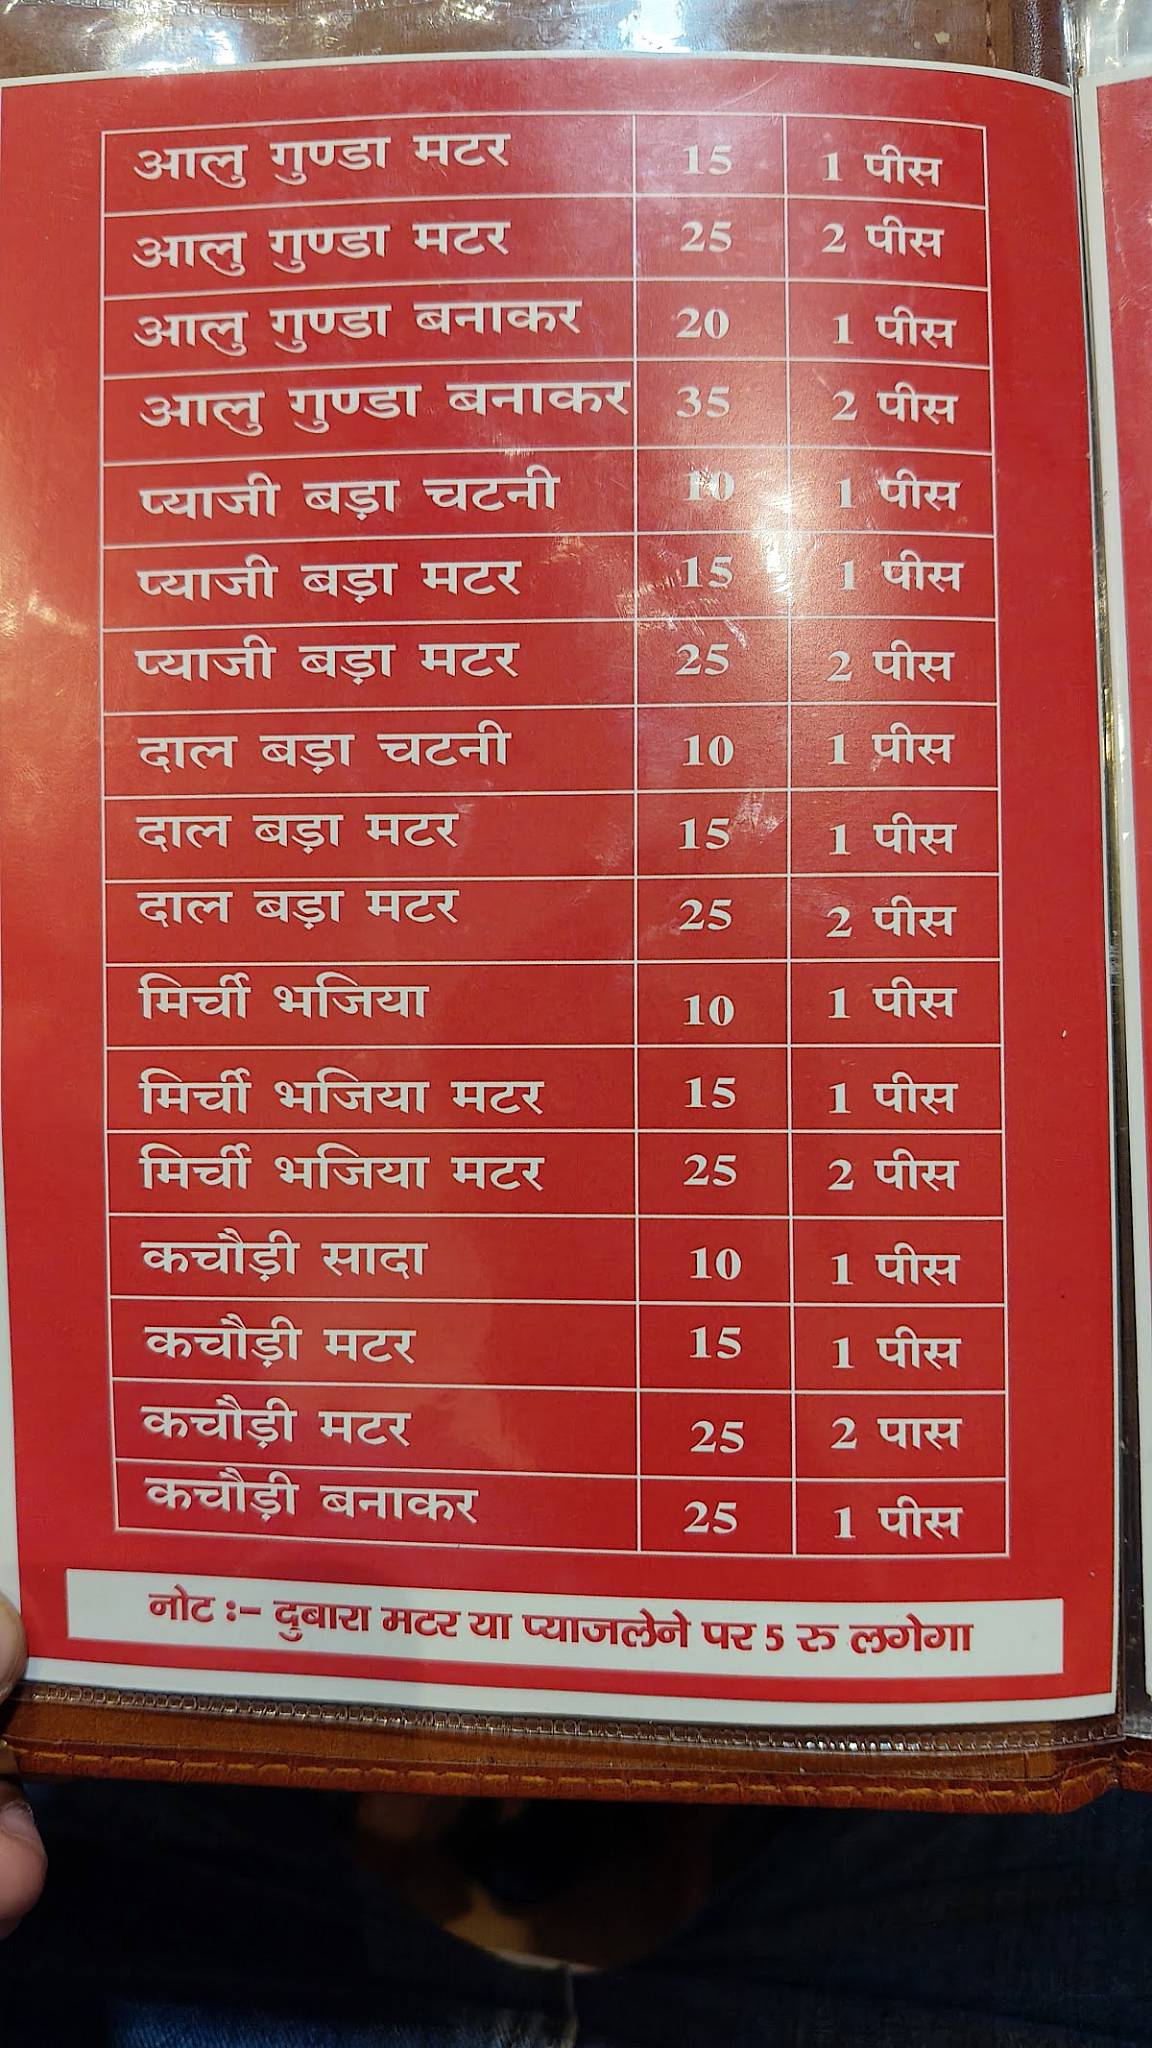 आलु गुण्डा मटर 15 1 पीस
आलु गुण्डा मटर 25 2 पीस
आलु गुण्डा बनाकर 20 1 पीस
आलु गुण्डा बनाकर 35 2 पीस
प्याजी बड़ा चटनी 10 1 पीस
प्याजी बड़ा मटर 15 1 पीस
प्याजी बड़ा मटर 25 2 पीस
दाल बड़ा चटनी 10 1 पीस
दाल बड़ा मटर 15 1 पीस
दाल बड़ा मटर 25 2 पीस
मिर्ची भजिया 10 1 पीस
मिर्ची भजिया मटर 15 1 पीस
मिर्ची भजिया मटर 25 2 पीस
कचौड़ी सादा 10 1 पीस
कचौड़ी मटर 15 1 पीस
कचौड़ी मटर 25 2 पास
कचौड़ी बनाकर 25 1 पीस
नोट :- दुबारा मटर या प्याजलेने पर 5 रु लगेगा